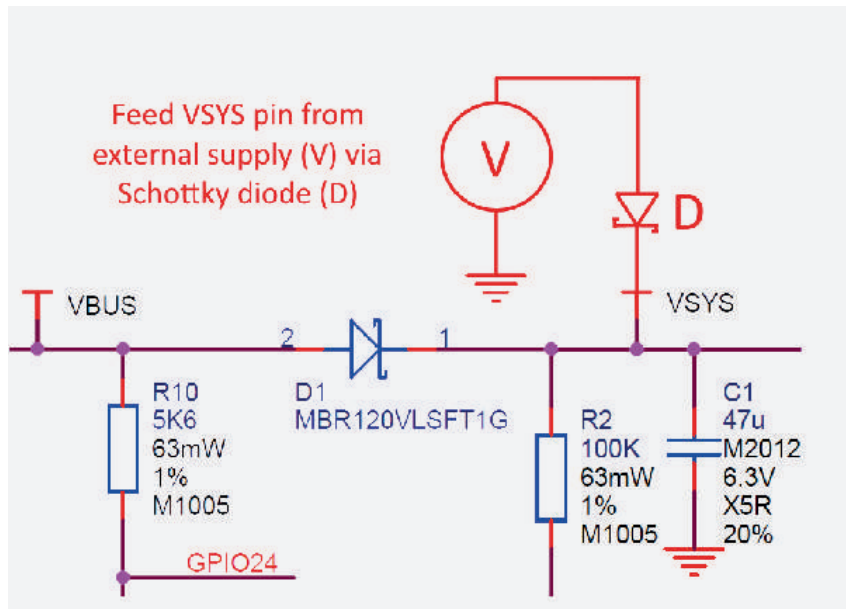 Feed VSYS pin from
external supply (V) via
Schottky diode (D)
V
D
VBUS
VSYS
2
1
R10
5K6
63mW
1%
M1005
D1
MBR120VLSFT1G
R2
100K
63mW
1%
M1005
C1
47u
M2012
6.3V
X5R
20%
GPIO24